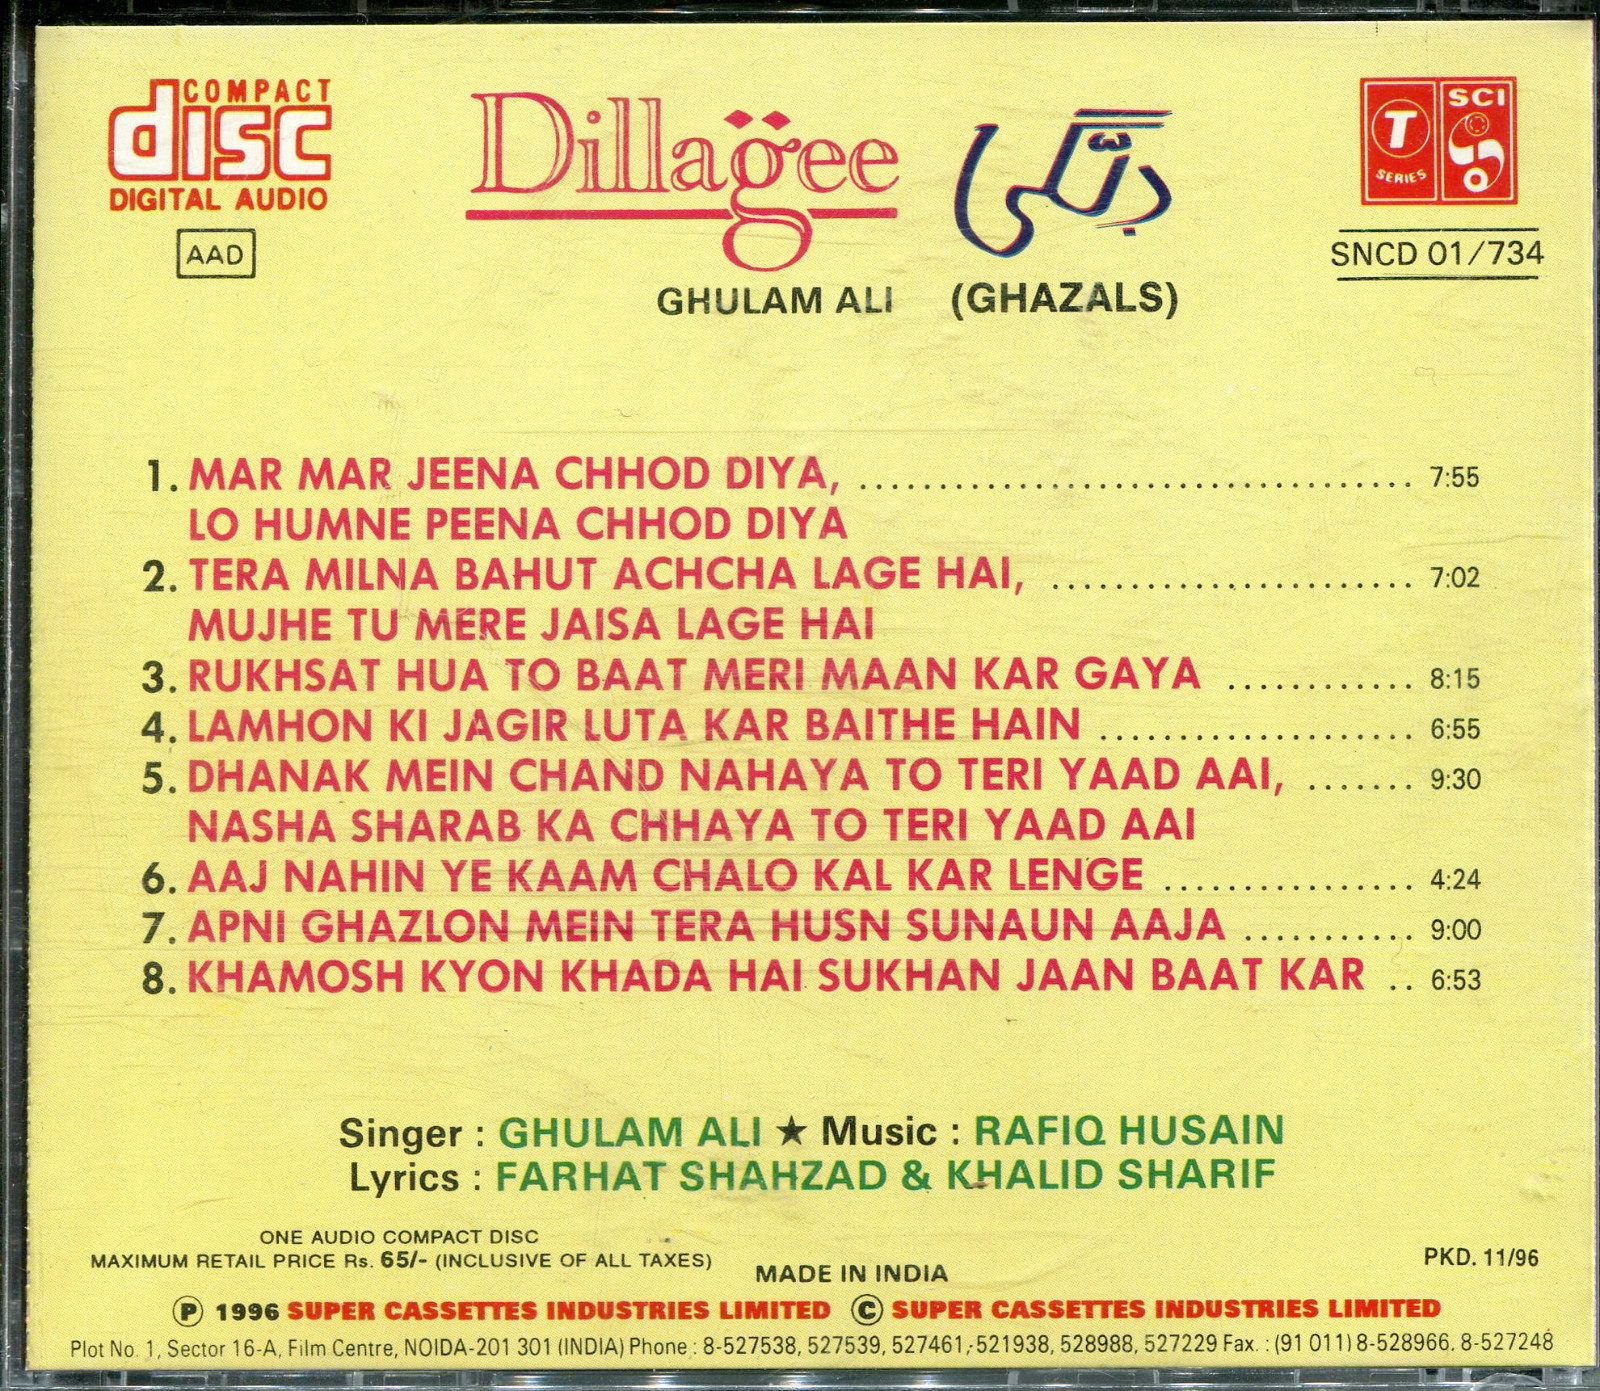 COMPACT
disc
DIGITAL AUDIO
AAD
Dillagee
دل لگی
T
SERIES
SCI
SNCD 01/734
GHULAM ALI (GHAZALS)
1. MAR MAR JEENA CHHOD DIYA, .................................... 7:55
LO HUMNE PEENA CHHOD DIYA
2. TERA MILNA BAHUT ACHCHA LAGE HAI, ....................... 7:02
MUJHE TU MERE JAISA LAGE HAI
3. RUKHSAT HUA TO BAAT MERI MAAN KAR GAYA ............ 8:15
4. LAMHON KI JAGIR LUTA KAR BAITHE HAIN .................... 6:55
5. DHANAK MEIN CHAND NAHAYA TO TERI YAAD AAI, ....... 9:30
NASHA SHARAB KA CHHAYA TO TERI YAAD AAI
6. AAJ NAHIN YE KAAM CHALO KAL KAR LENGE ................ 4:24
7. APNI GHAZLON MEIN TERA HUSN SUNAUN AAJA ........... 9:00
8. KHAMOSH KYON KHADA HAI SUKHAN JAAN BAAT KAR .. 6:53
Singer : GHULAM ALI ★ Music : RAFIQ HUSAIN
Lyrics : FARHAT SHAHZAD & KHALID SHARIF
ONE AUDIO COMPACT DISC
MAXIMUM RETAIL PRICE Rs. 65/- (INCLUSIVE OF ALL TAXES)
MADE IN INDIA
PKD. 11/96
Ⓟ 1996 SUPER CASSETTES INDUSTRIES LIMITED Ⓒ SUPER CASSETTES INDUSTRIES LIMITED
Plot No. 1, Sector 16-A, Film Centre, NOIDA-201 301 (INDIA) Phone : 8-527538, 527539, 527461, 521938, 528988, 527229 Fax. : (91 011) 8-528966. 8-527248